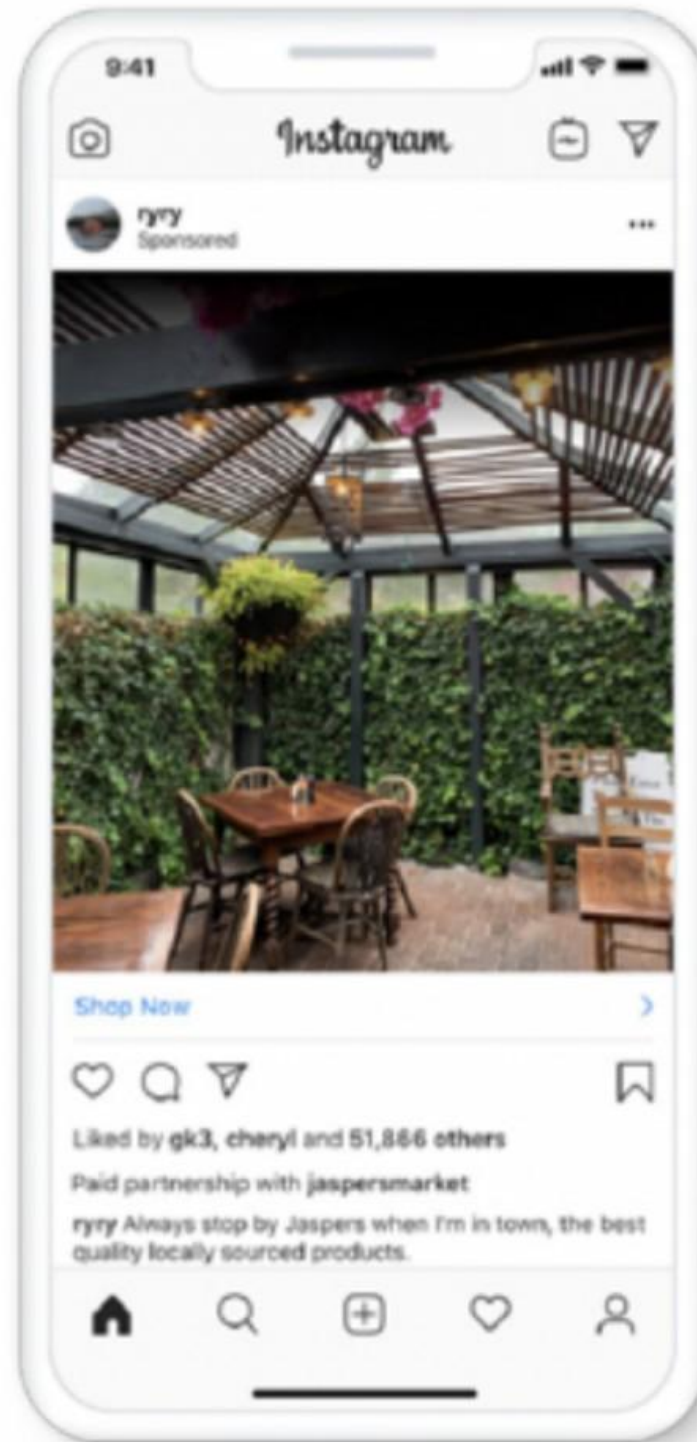 9:41
Instagram
ryry
Sponsored
Shop Now
Liked by gk3, cheryl and 51,866 others
Paid partnership with jaspersmarket
ryry Always stop by Jaspers when I'm in town, the best
quality locally sourced products.